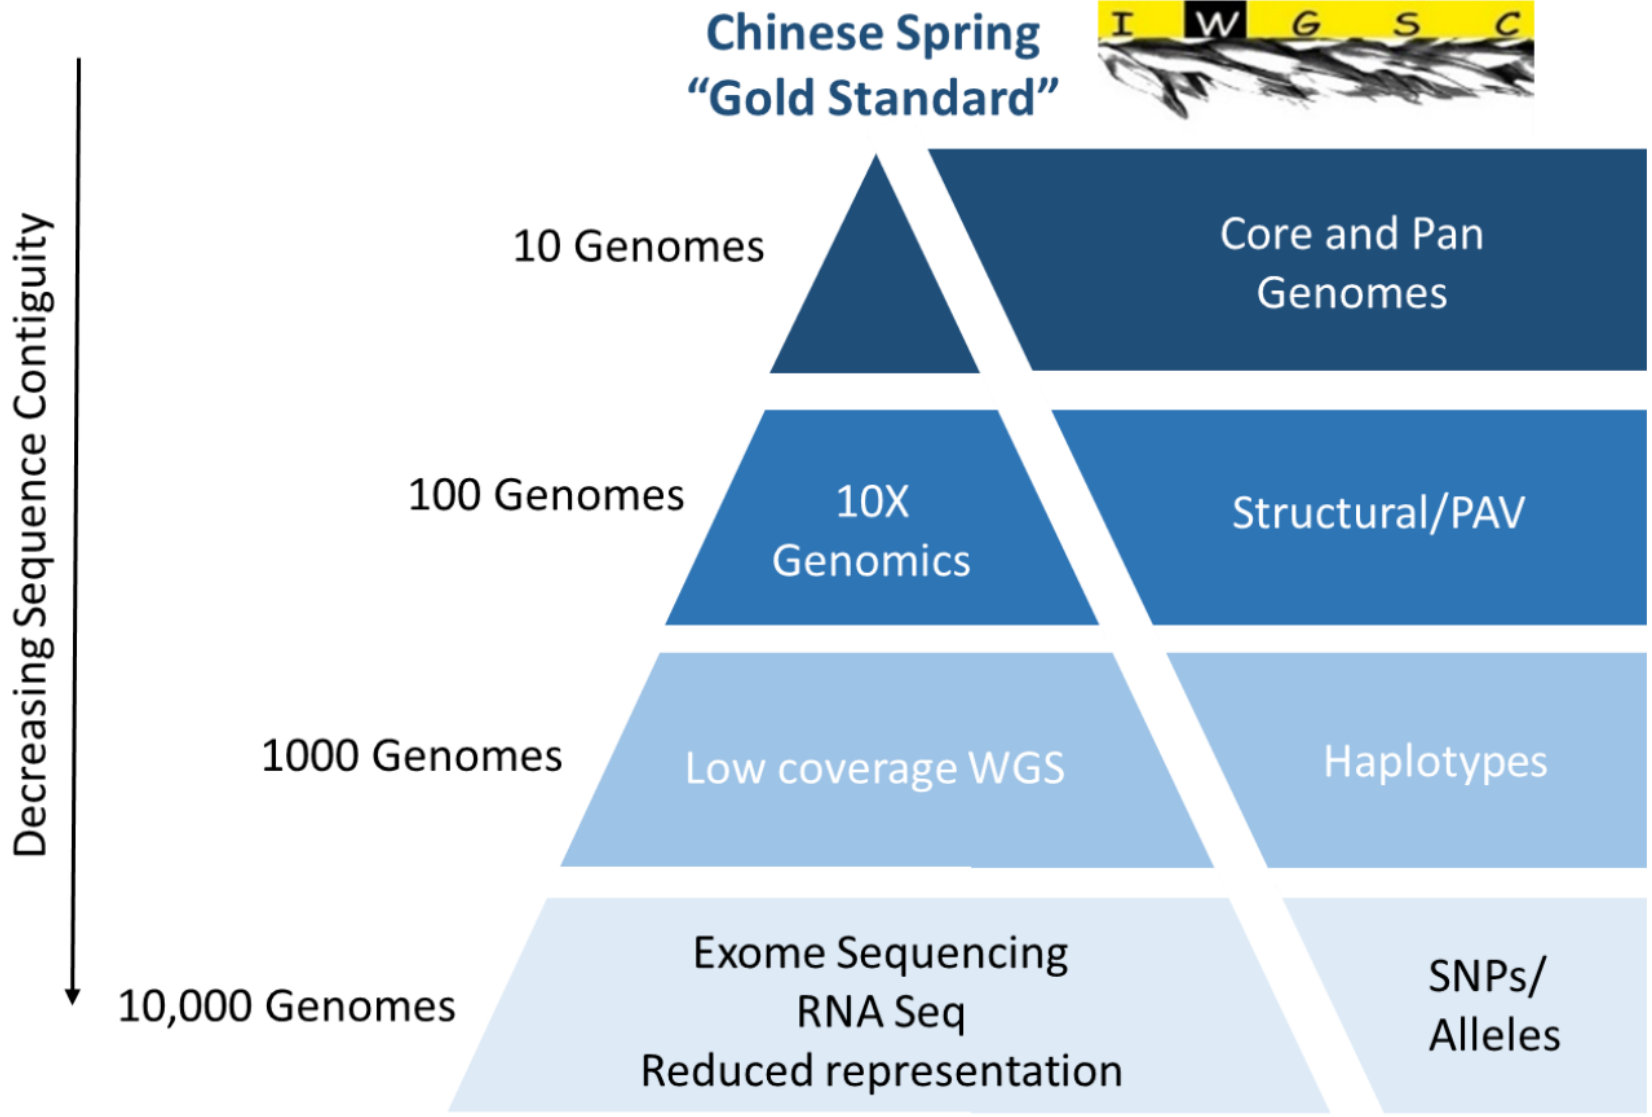 Chinese Spring
“Gold Standard”
I W G S C
Decreasing Sequence Contiguity
10 Genomes
Core and Pan
Genomes
100 Genomes
10X
Genomics
Structural/PAV
1000 Genomes
Low coverage WGS
Haplotypes
10,000 Genomes
Exome Sequencing
RNA Seq
Reduced representation
SNPs/
Alleles